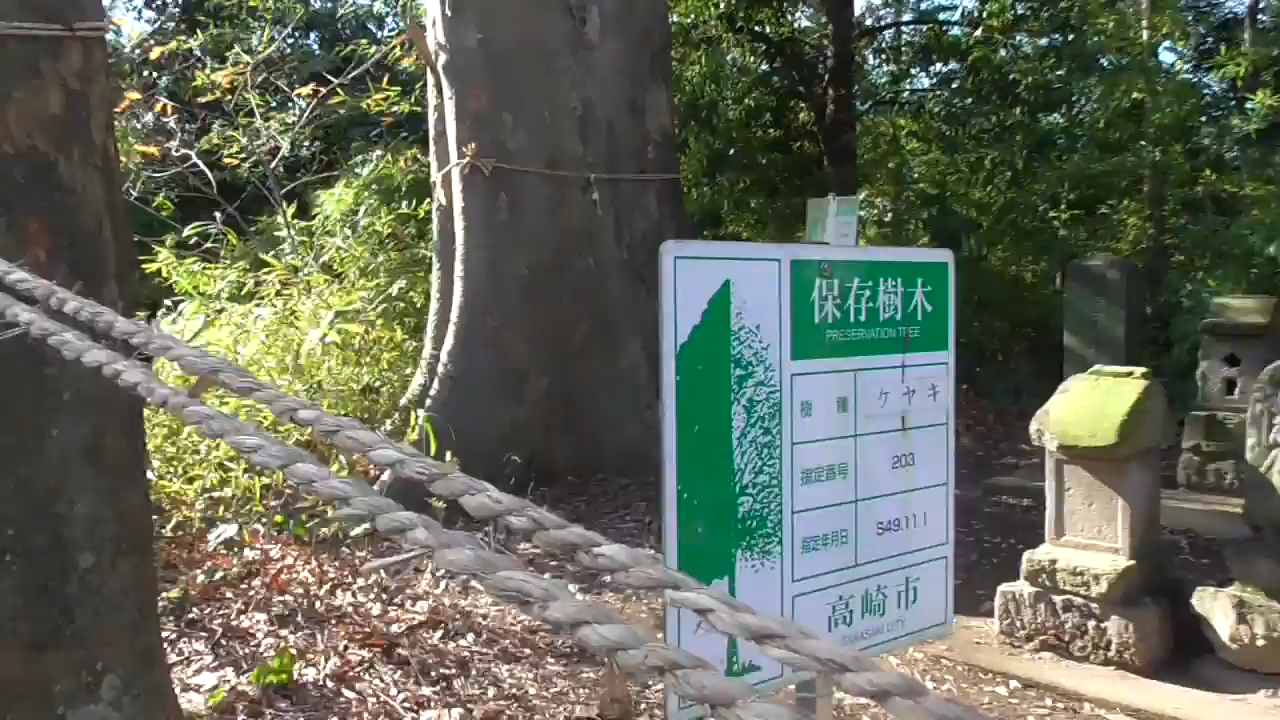 保存樹木
PRESERVATION TREE
樹種 ケヤキ
指定番号 203
指定年月日 S49.11.1
高崎市
TAKASAKI CITY